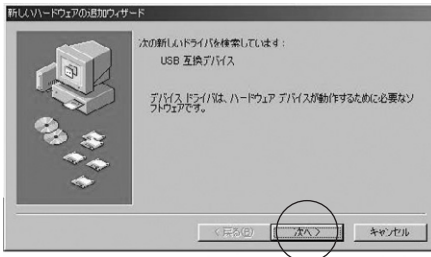 新しいハードウェアの追加ウィザード
次の新しいドライバを検索しています：
USB 互換デバイス
デバイス ドライバは、ハードウェア デバイスが動作するために必要なソ
フトウェアです。
< 戻る(B)
次へ >
キャンセル